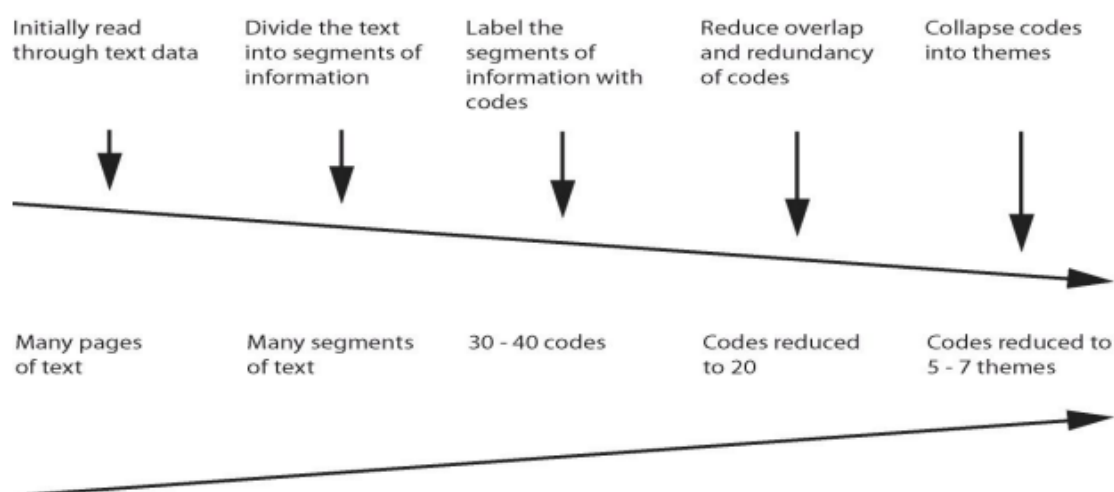 Initially read
through text data
Divide the text
into segments of
information
Label the
segments of
information with
codes
Reduce overlap
and redundancy
of codes
Collapse codes
into themes
Many pages
of text
Many segments
of text
30 - 40 codes
Codes reduced
to 20
Codes reduced to
5 - 7 themes